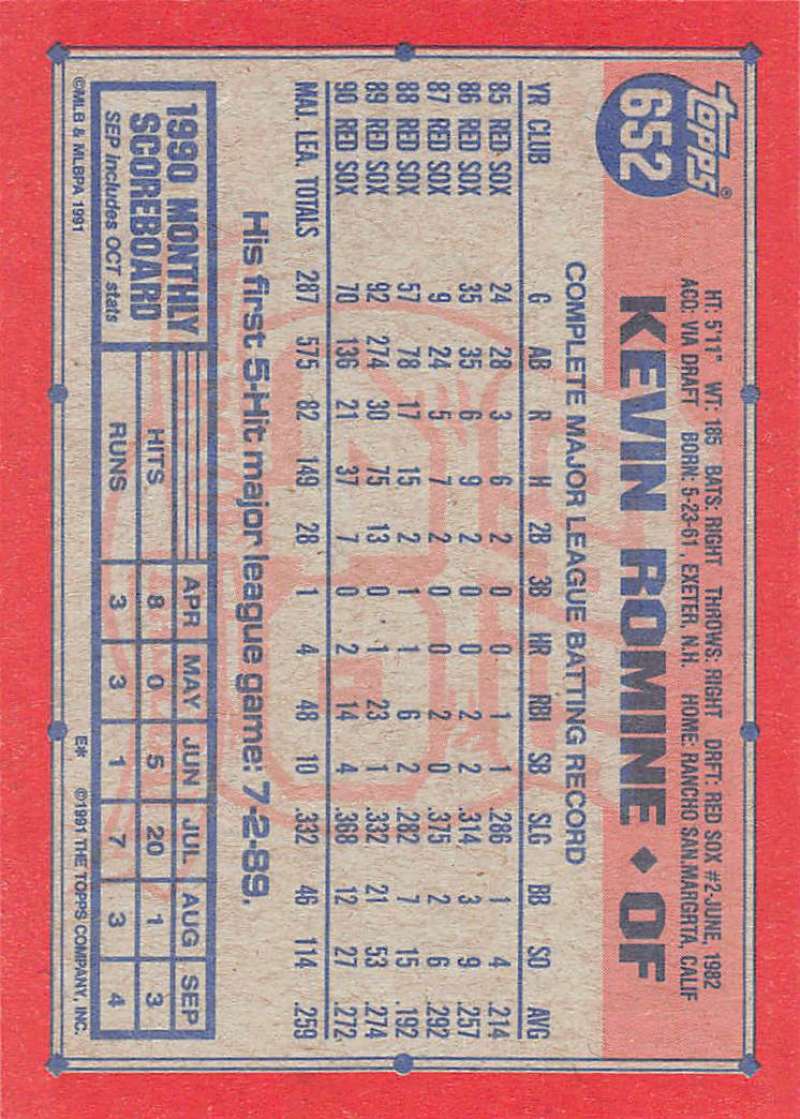 topps®
652
HT: 5'11" WT: 185 BATS: RIGHT THROWS: RIGHT DRFT: RED SOX #2-JUNE, 1982
ACQ: VIA DRAFT BORN: 5-23-61, EXETER, N.H. HOME: RANCHO SAN.MARGRTA, CALIF
KEVIN ROMINE ♦ OF
COMPLETE MAJOR LEAGUE BATTING RECORD
YR CLUB G AB R H 2B 3B HR RBI SB SLG BB SO AVG
85 RED SOX 24 28 3 6 2 0 0 1 1 .286 1 4 .214
86 RED SOX 35 35 6 9 2 0 0 2 2 .314 3 9 .257
87 RED SOX 9 24 5 7 2 0 0 2 0 .375 2 6 .292
88 RED SOX 57 78 17 15 2 1 1 6 2 .282 7 15 .192
89 RED SOX 92 274 30 75 13 0 1 23 1 .332 21 53 .274
90 RED SOX 70 136 21 37 7 0 2 14 4 .368 12 27 .272
MAJ. LEA. TOTALS 287 575 82 149 28 1 4 48 10 .332 46 114 .259
His first 5-Hit major league game: 7-2-89.
1990 MONTHLY
SCOREBOARD
SEP includes OCT stats
APR MAY JUN JUL AUG SEP
HITS 8 0 5 20 1 3
RUNS 3 3 1 7 3 4
©MLB & MLBPA 1991 E* ©1991 THE TOPPS COMPANY, INC.